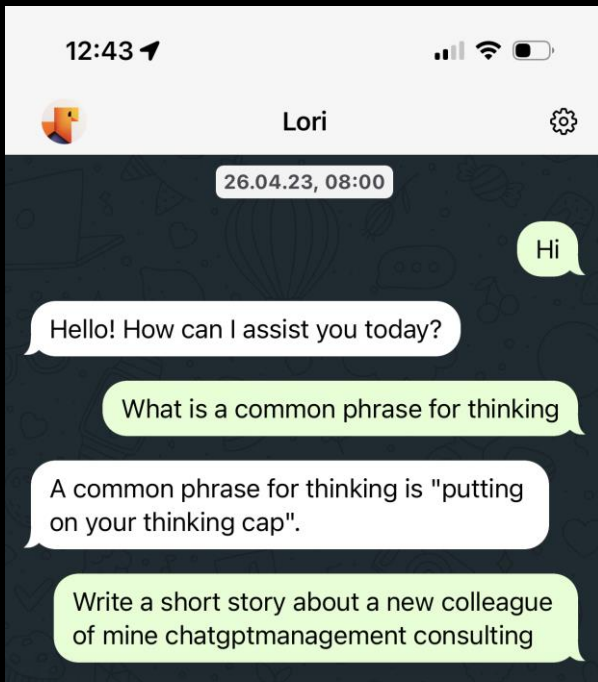 12:43
Lori
26.04.23, 08:00
Hi
Hello! How can I assist you today?
What is a common phrase for thinking
A common phrase for thinking is "putting
on your thinking cap".
Write a short story about a new colleague
of mine chatgptmanagement consulting